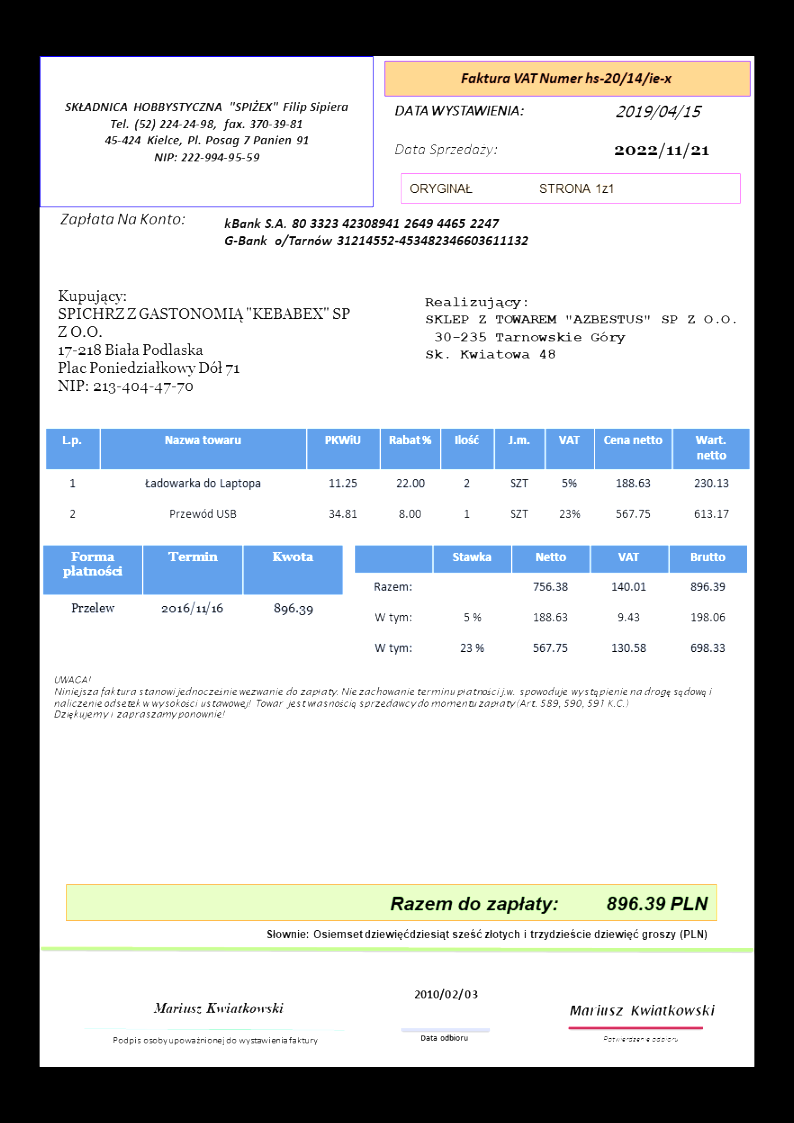 SKŁADNICA HOBBYSTYCZNA "SPIŻEX" Filip Sipiera
Tel. (52) 224-24-98, fax. 370-39-81
45-424 Kielce, Pl. Posag 7 Panien 91
NIP: 222-994-95-59
Faktura VAT Numer hs-20/14/ie-x
DATA WYSTAWIENIA: 2019/04/15
Data Sprzedaży: 2022/11/21
ORYGINAŁ STRONA 1z1
Zapłata Na Konto: kBank S.A. 80 3323 42308941 2649 4465 2247
G-Bank o/Tarnów 31214552-453482346603611132
Kupujący:
SPICHRZ Z GASTONOMIĄ "KEBABEX" SP
Z O.O.
17-218 Biała Podlaska
Plac Poniedziałkowy Dół 71
NIP: 213-404-47-70
Realizujący:
SKLEP Z TOWAREM "AZBESTUS" SP Z O.O.
30-235 Tarnowskie Góry
Sk. Kwiatowa 48
L.p. Nazwa towaru PKWiU Rabat % Ilość J.m. VAT Cena netto Wart.
netto
1 Ładowarka do Laptopa 11.25 22.00 2 SZT 5% 188.63 230.13
2 Przewód USB 34.81 8.00 1 SZT 23% 567.75 613.17
Forma Termin Kwota
płatności
Przelew 2016/11/16 896.39
Stawka Netto VAT Brutto
Razem: 756.38 140.01 896.39
W tym: 5 % 188.63 9.43 198.06
W tym: 23 % 567.75 130.58 698.33
UWAGA!
Niniejsza faktura stanowi jednocześnie wezwanie do zapłaty. Nie zachowanie terminu płatności j.w. spowoduje wystąpienie na drogę sądową i
naliczenie odsetek w wysokości ustawowej! Towar jest własnością sprzedawcy do momentu zapłaty (Art. 589, 590, 591 K.C.)
Dziękujemy i zapraszamy ponownie!
Razem do zapłaty: 896.39 PLN
Słownie: Osiemset dziewięćdziesiąt sześć złotych i trzydzieście dziewięć groszy (PLN)
Mariusz Kwiatkowski
Podpis osoby upoważnionej do wystawienia faktury
2010/02/03
Data odbioru
Mariusz Kwiatkowski
Potwierdzenie odbioru